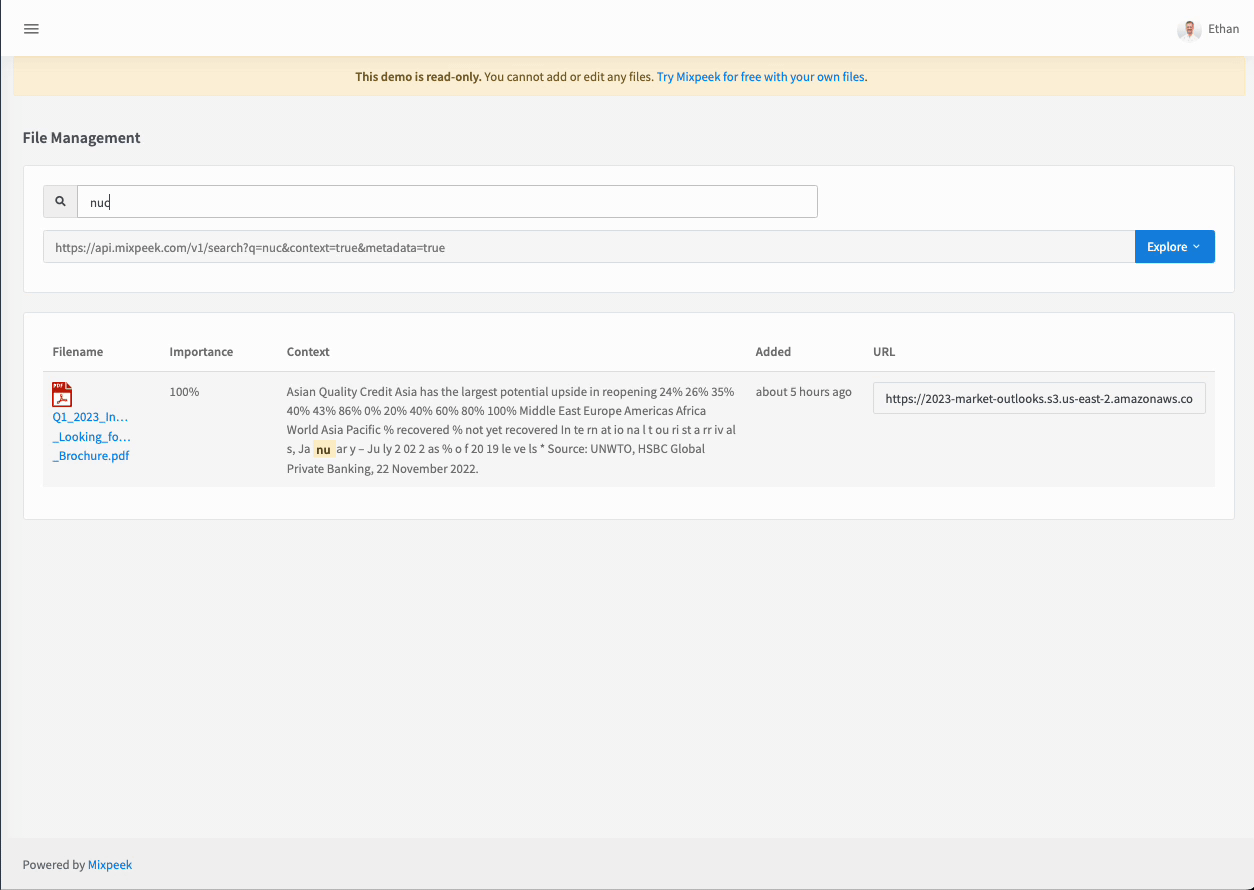 Ethan
This demo is read-only. You cannot add or edit any files. Try Mixpeek for free with your own files.
File Management
nuc
https://api.mixpeek.com/v1/search?q=nuc&context=true&metadata=true
Explore
Filename Importance Context Added URL
PDF
Q1_2023_In…
_Looking_fo…
_Brochure.pdf
100%
Asian Quality Credit Asia has the largest potential upside in reopening 24% 26% 35%
40% 43% 86% 0% 20% 40% 60% 80% 100% Middle East Europe Americas Africa
World Asia Pacific % recovered % not yet recovered In te rn at io na l t ou ri st a rr iv al
s, Ja nu ar y – Ju ly 2 02 2 as % o f 20 19 le ve ls * Source: UNWTO, HSBC Global
Private Banking, 22 November 2022.
about 5 hours ago
https://2023-market-outlooks.s3.us-east-2.amazonaws.co
Powered by Mixpeek